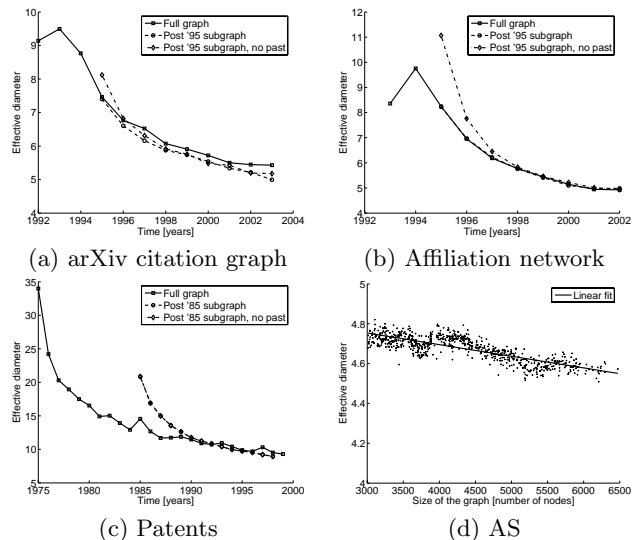 10
Full graph
Post '95 subgraph
Post '95 subgraph, no past
9
8
7
6
5
4
Effective diameter
1992 1994 1996 1998 2000 2002 2004
Time [years]
(a) arXiv citation graph
12
Full graph
Post '95 subgraph
Post '95 subgraph, no past
11
10
9
8
7
6
5
4
Effective diameter
1992 1994 1996 1998 2000 2002
Time [years]
(b) Affiliation network
35
Full graph
Post '85 subgraph
Post '85 subgraph, no past
30
25
20
15
10
5
Effective diameter
1975 1980 1985 1990 1995 2000
Time [years]
(c) Patents
5
Linear fit
4.8
4.6
4.4
4.2
4
Effective diameter
3000 3500 4000 4500 5000 5500 6000 6500
Size of the graph [number of nodes]
(d) AS